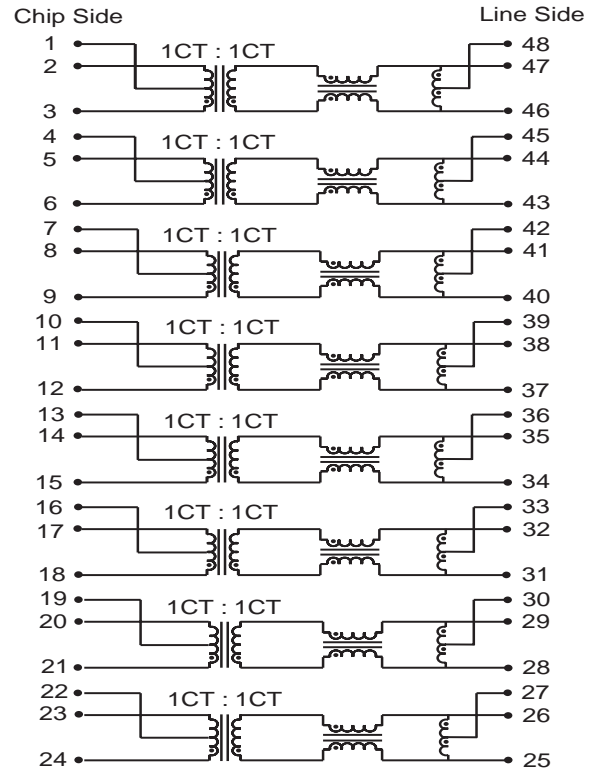 Chip Side Line Side
1 1CT : 1CT 48
2 47
3 46
4 1CT : 1CT 45
5 44
6 43
7 1CT : 1CT 42
8 41
9 40
10 1CT : 1CT 39
11 38
12 37
13 1CT : 1CT 36
14 35
15 34
16 1CT : 1CT 33
17 32
18 31
19 1CT : 1CT 30
20 29
21 28
22 1CT : 1CT 27
23 26
24 25